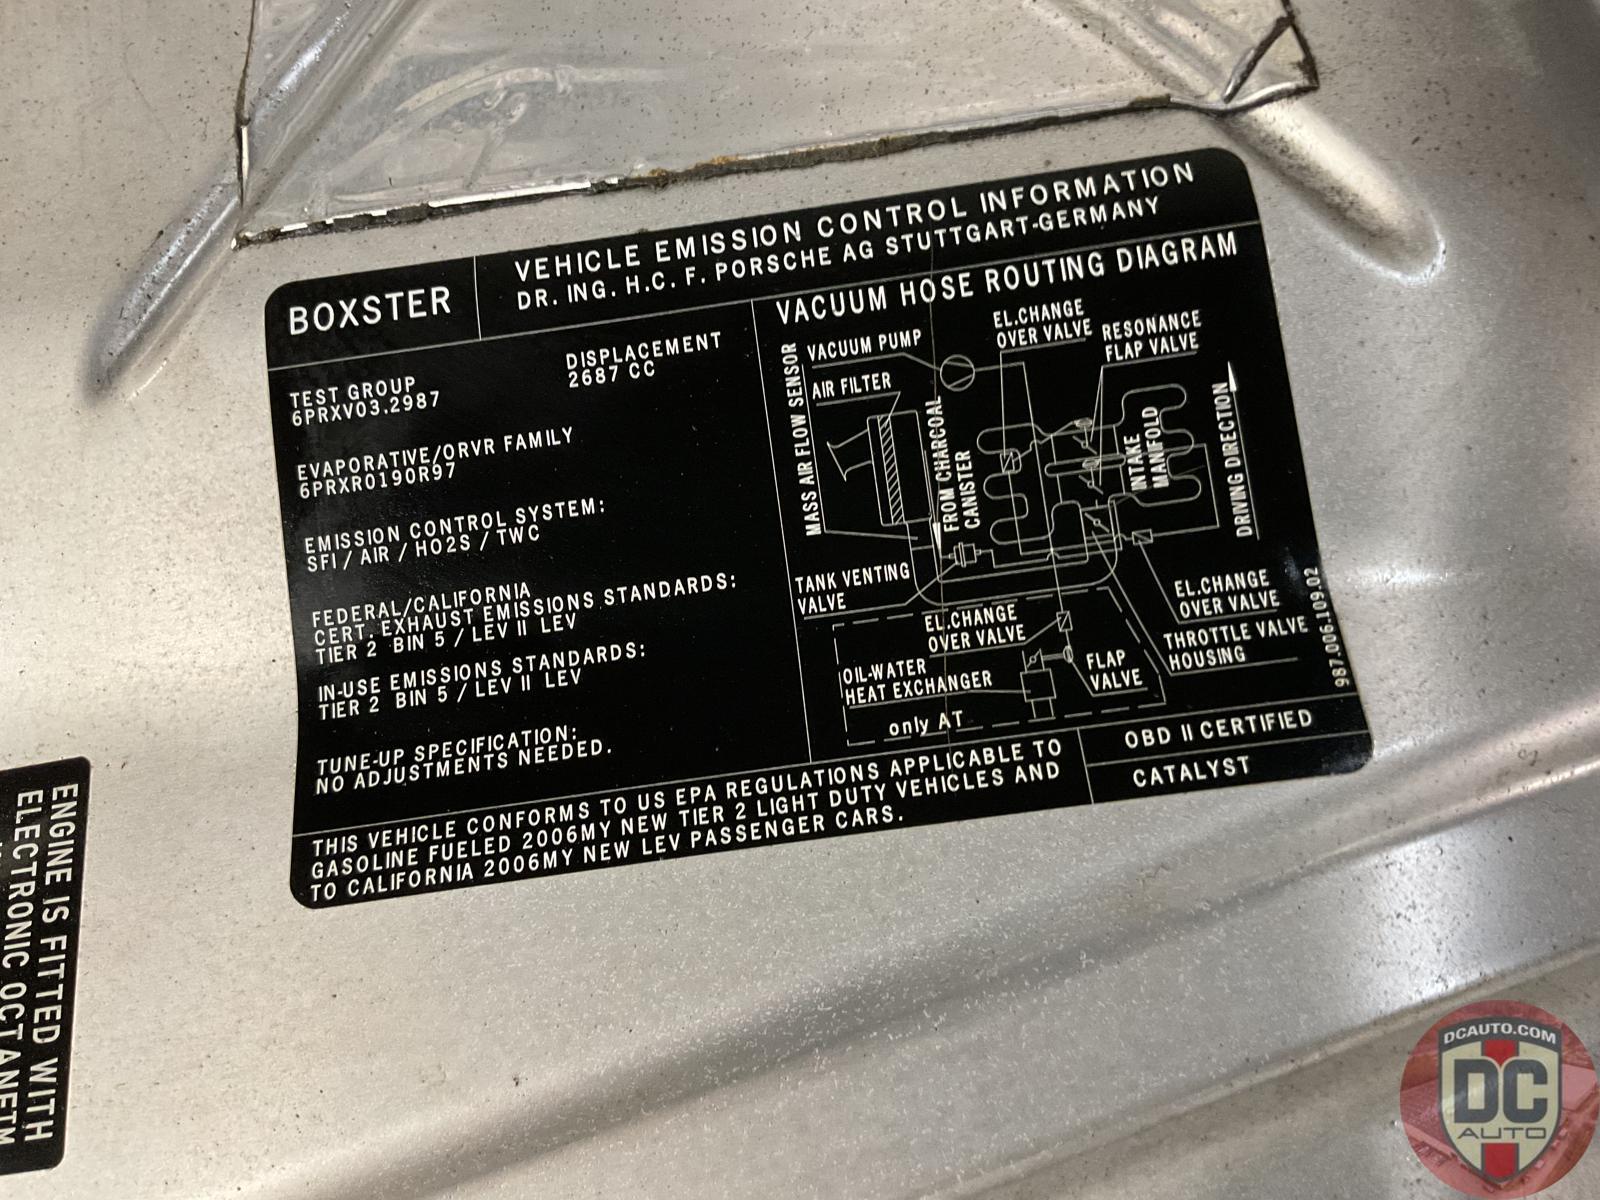 BOXSTER
VEHICLE EMISSION CONTROL INFORMATION
DR. ING. H.C. F. PORSCHE AG STUTTGART-GERMANY
TEST GROUP
6PRXV03.2987
DISPLACEMENT
2687 CC
EVAPORATIVE/ORVR FAMILY
6PRXR0190R97
EMISSION CONTROL SYSTEM:
SFI / AIR / HO2S / TWC
FEDERAL/CALIFORNIA
CERT. EXHAUST EMISSIONS STANDARDS:
TIER 2 BIN 5 / LEV II LEV
IN-USE EMISSIONS STANDARDS:
TIER 2 BIN 5 / LEV II LEV
TUNE-UP SPECIFICATION:
NO ADJUSTMENTS NEEDED.
VACUUM HOSE ROUTING DIAGRAM
MASS AIR FLOW SENSOR
VACUUM PUMP
AIR FILTER
EL.CHANGE
OVER VALVE
RESONANCE
FLAP VALVE
FROM CHARCOAL
CANISTER
INTAKE
MANIFOLD
DRIVING DIRECTION
TANK VENTING
VALVE
EL.CHANGE
OVER VALVE
EL.CHANGE
OVER VALVE
OIL-WATER
HEAT EXCHANGER
FLAP
VALVE
THROTTLE VALVE
HOUSING
only AT
987.006.109.02
THIS VEHICLE CONFORMS TO US EPA REGULATIONS APPLICABLE TO
GASOLINE FUELED 2006MY NEW TIER 2 LIGHT DUTY VEHICLES AND
TO CALIFORNIA 2006MY NEW LEV PASSENGER CARS.
OBD II CERTIFIED
CATALYST
ENGINE IS FITTED WITH
ELECTRONIC OCTANE
DCAUTO.COM
DC
AUTO